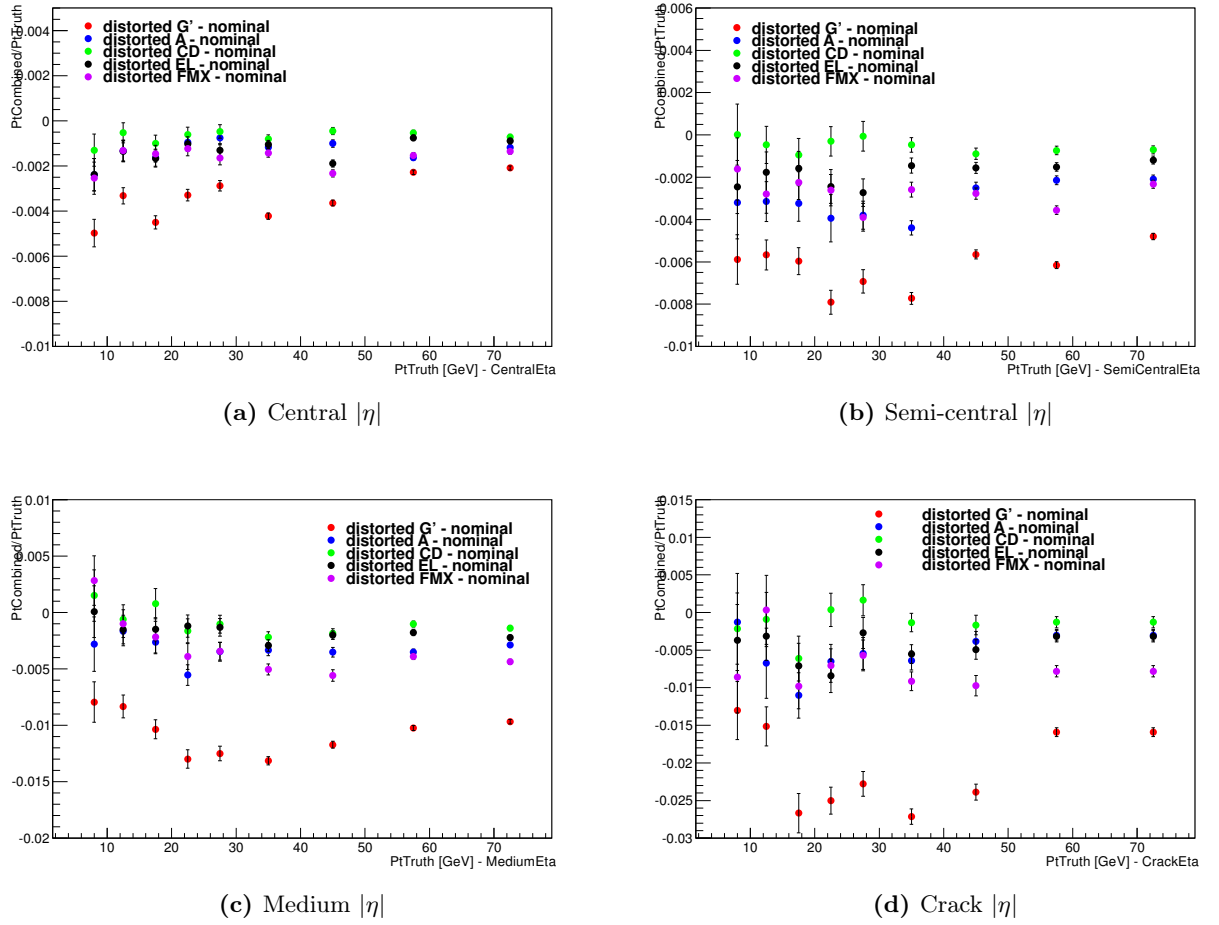 PtCombined/PtTruth
0.004
0.002
0
-0.002
-0.004
-0.006
-0.008
-0.01
distorted G' - nominal
distorted A - nominal
distorted CD - nominal
distorted EL - nominal
distorted FMX - nominal
10 20 30 40 50 60 70
PtTruth [GeV] - CentralEta
(a) Central |η|
PtCombined/PtTruth
0.006
0.004
0.002
0
-0.002
-0.004
-0.006
-0.008
-0.01
distorted G' - nominal
distorted A - nominal
distorted CD - nominal
distorted EL - nominal
distorted FMX - nominal
10 20 30 40 50 60 70
PtTruth [GeV] - SemiCentralEta
(b) Semi-central |η|
PtCombined/PtTruth
0.01
0.005
0
-0.005
-0.01
-0.015
-0.02
distorted G' - nominal
distorted A - nominal
distorted CD - nominal
distorted EL - nominal
distorted FMX - nominal
10 20 30 40 50 60 70
PtTruth [GeV] - MediumEta
(c) Medium |η|
PtCombined/PtTruth
0.015
0.01
0.005
0
-0.005
-0.01
-0.015
-0.02
-0.025
-0.03
distorted G' - nominal
distorted A - nominal
distorted CD - nominal
distorted EL - nominal
distorted FMX - nominal
10 20 30 40 50 60 70
PtTruth [GeV] - CrackEta
(d) Crack |η|